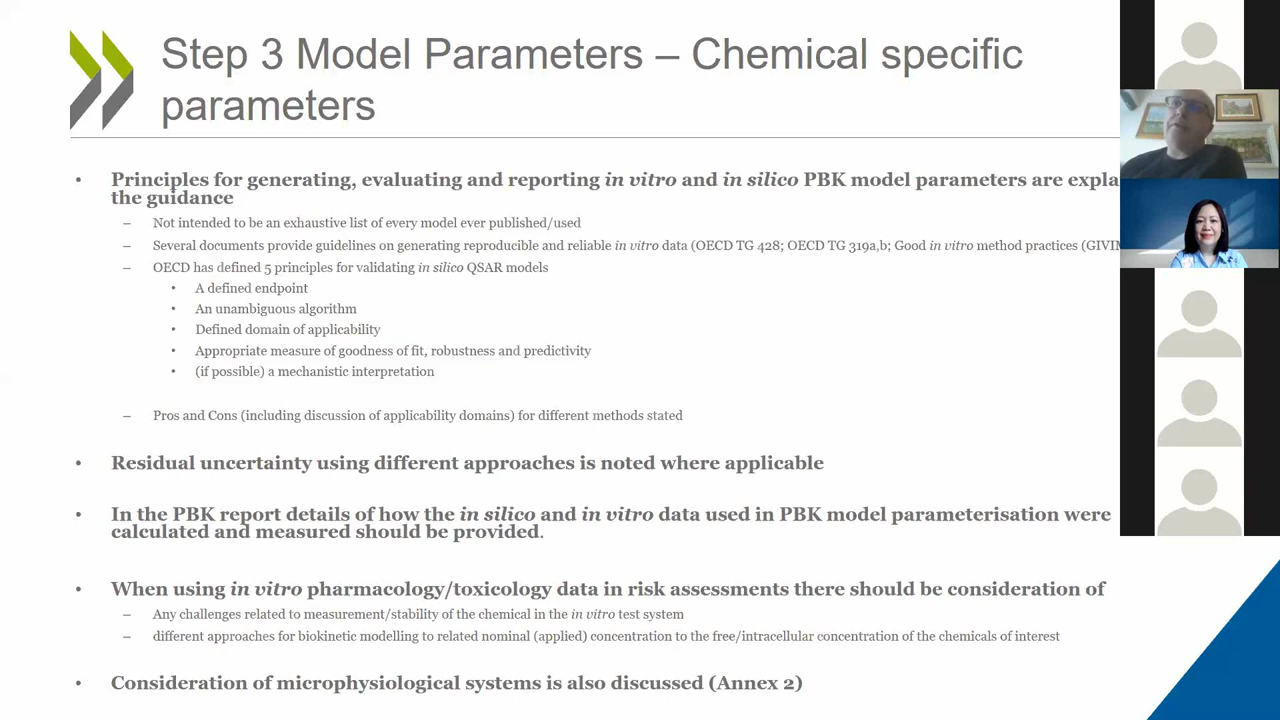 Step 3 Model Parameters – Chemical specific
parameters
• Principles for generating, evaluating and reporting in vitro and in silico PBK model parameters are
the guidance
– Not intended to be an exhaustive list of every model ever published/used
– Several documents provide guidelines on generating reproducible and reliable in vitro data (OECD TG 428; OECD TG 319a,b; Good in vitro method practices
– OECD has defined 5 principles for validating in silico QSAR models
• A defined endpoint
• An unambiguous algorithm
• Defined domain of applicability
• Appropriate measure of goodness of fit, robustness and predictivity
• (if possible) a mechanistic interpretation
– Pros and Cons (including discussion of applicability domains) for different methods stated
• Residual uncertainty using different approaches is noted where applicable
• In the PBK report details of how the in silico and in vitro data used in PBK model parameterisation were
calculated and measured should be provided.
• When using in vitro pharmacology/toxicology data in risk assessments there should be consideration of
– Any challenges related to measurement/stability of the chemical in the in vitro test system
– different approaches for biokinetic modelling to related nominal (applied) concentration to the free/intracellular concentration of the chemicals of interest
• Consideration of microphysiological systems is also discussed (Annex 2)